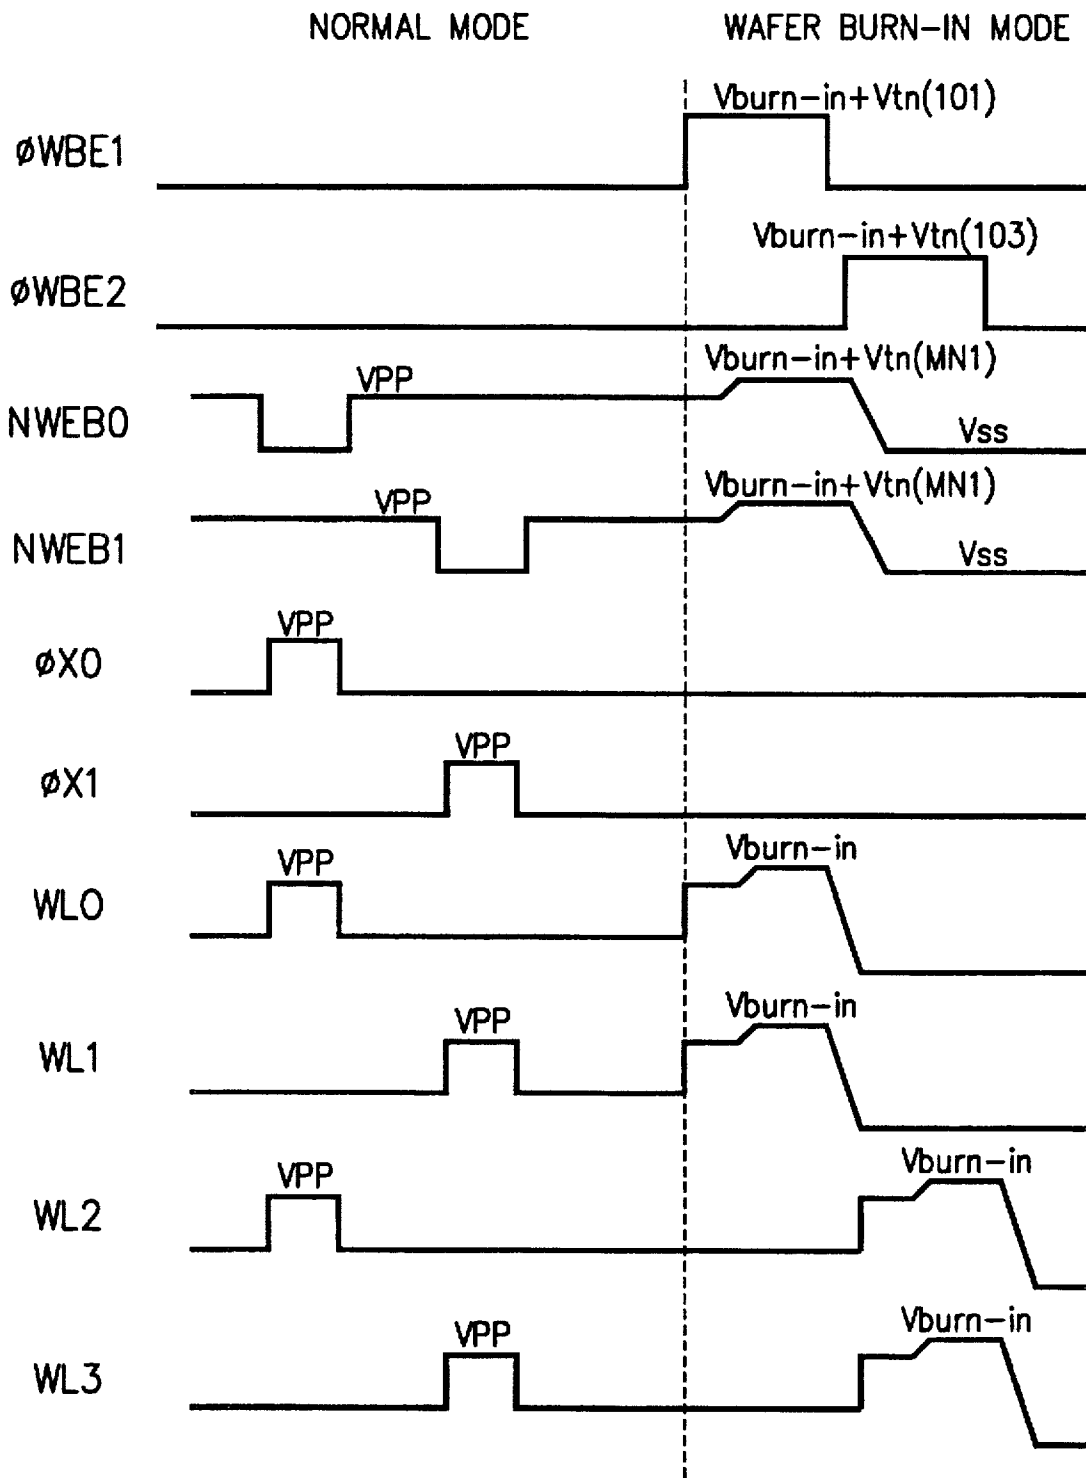 NORMAL MODE WAFER BURN-IN MODE
Vburn-in+Vtn(101)
øWBE1
Vburn-in+Vtn(103)
øWBE2
VPP Vburn-in+Vtn(MN1)
NWEB0 Vss
VPP Vburn-in+Vtn(MN1)
NWEB1 Vss
VPP
øX0
VPP
øX1
VPP Vburn-in
WL0
VPP Vburn-in
WL1
VPP Vburn-in
WL2
VPP Vburn-in
WL3